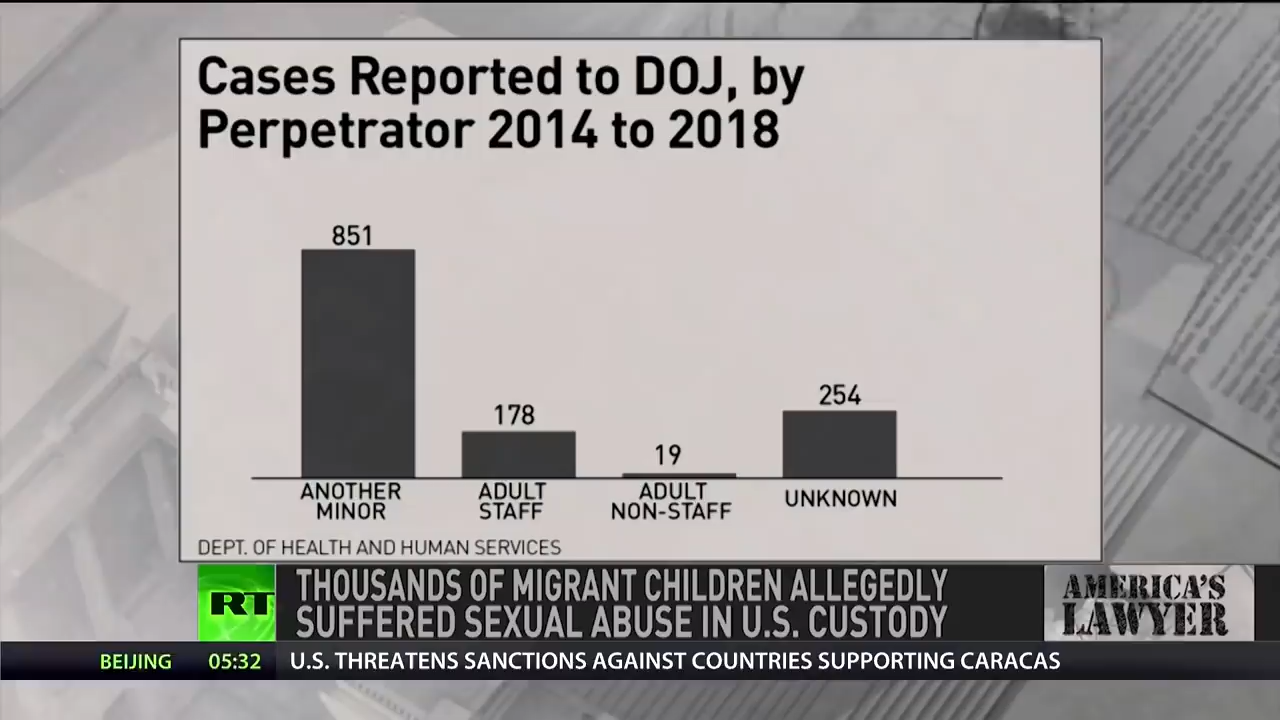 Cases Reported to DOJ, by
Perpetrator 2014 to 2018
851
178
19
254
ANOTHER
MINOR
ADULT
STAFF
ADULT
NON-STAFF
UNKNOWN
DEPT. OF HEALTH AND HUMAN SERVICES
RT
THOUSANDS OF MIGRANT CHILDREN ALLEGEDLY
SUFFERED SEXUAL ABUSE IN U.S. CUSTODY
AMERICA'S
LAWYER
BEIJING 05:32 U.S. THREATENS SANCTIONS AGAINST COUNTRIES SUPPORTING CARACAS